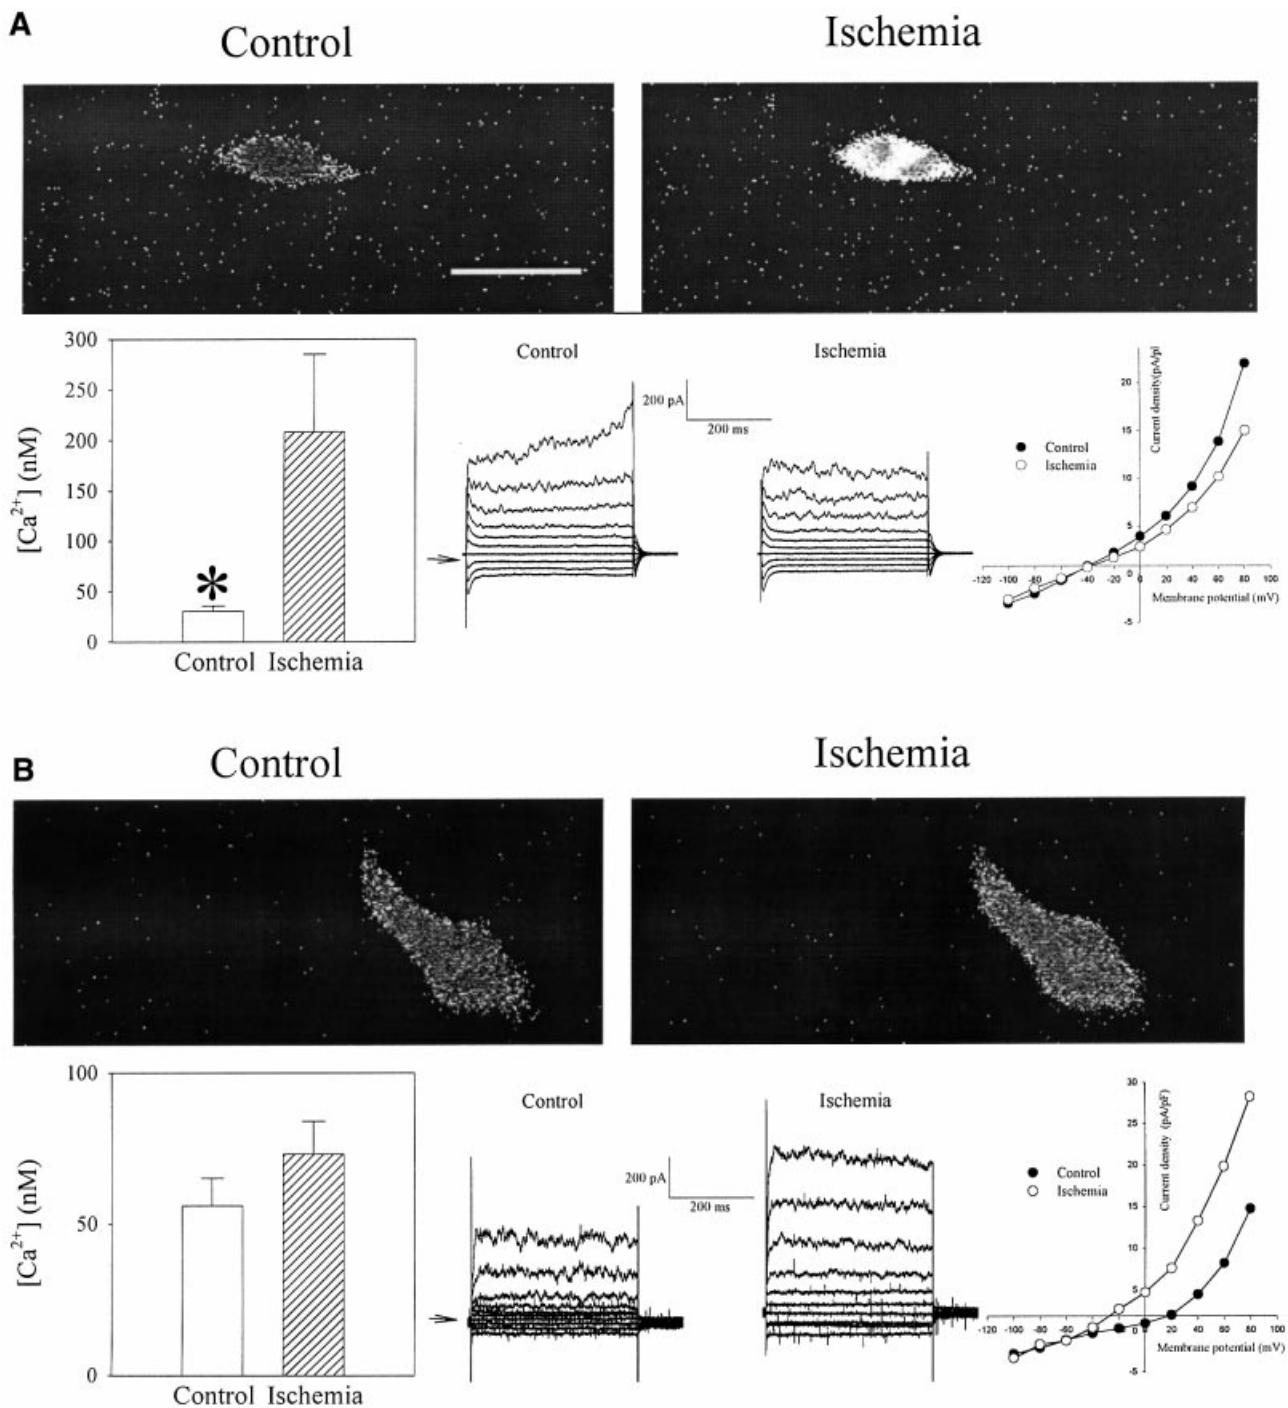 A
Control
Ischemia
300
250
200
150
100
50
0
[Ca2+] (nM)
*
Control Ischemia
Control
200 pA
200 ms
Ischemia
Control
Ischemia
Current density(pA/pl
20
15
10
5
-5
-120 -100 -80 -60 -40 -20 0 20 40 60 80 100
Membrane potential (mV)
B
Control
Ischemia
100
50
0
[Ca2+] (nM)
Control Ischemia
Control
200 pA
200 ms
Ischemia
Control
Ischemia
Current density (pA/pF)
30
25
20
15
10
5
0
-5
-120 -100 -80 -60 -40 -20 0 20 40 60 80 100
Membrane potential (mV)